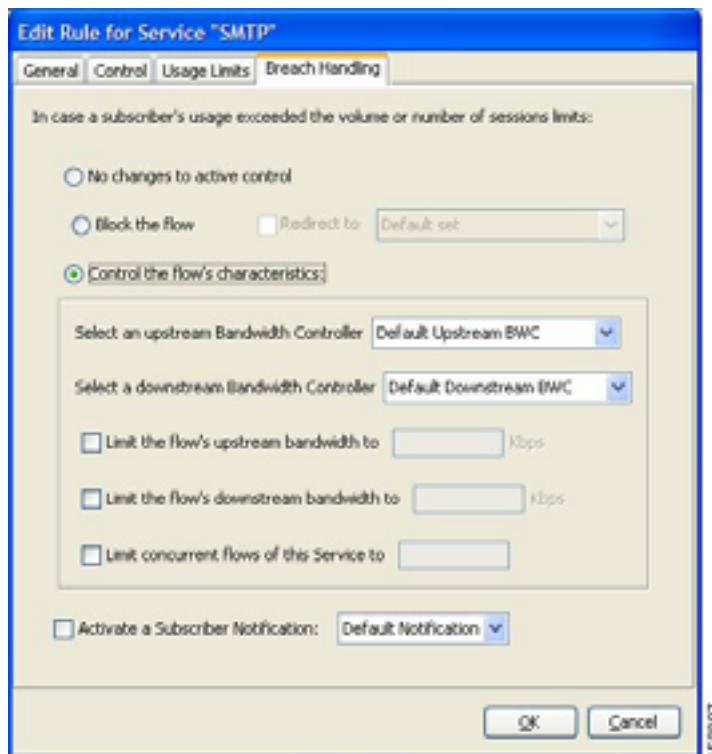 Edit Rule for Service "SMTP"
General Control Usage Limits Breach Handling
In case a subscriber's usage exceeded the volume or number of sessions limits:
No changes to active control
Block the flow Redirect to Default set
Control the flow's characteristics:
Select an upstream Bandwidth Controller Default Upstream BWC
Select a downstream Bandwidth Controller Default Downstream BWC
Limit the flow's upstream bandwidth to Kbps
Limit the flow's downstream bandwidth to Kbps
Limit concurrent flows of this Service to
Activate a Subscriber Notification: Default Notification
OK Cancel